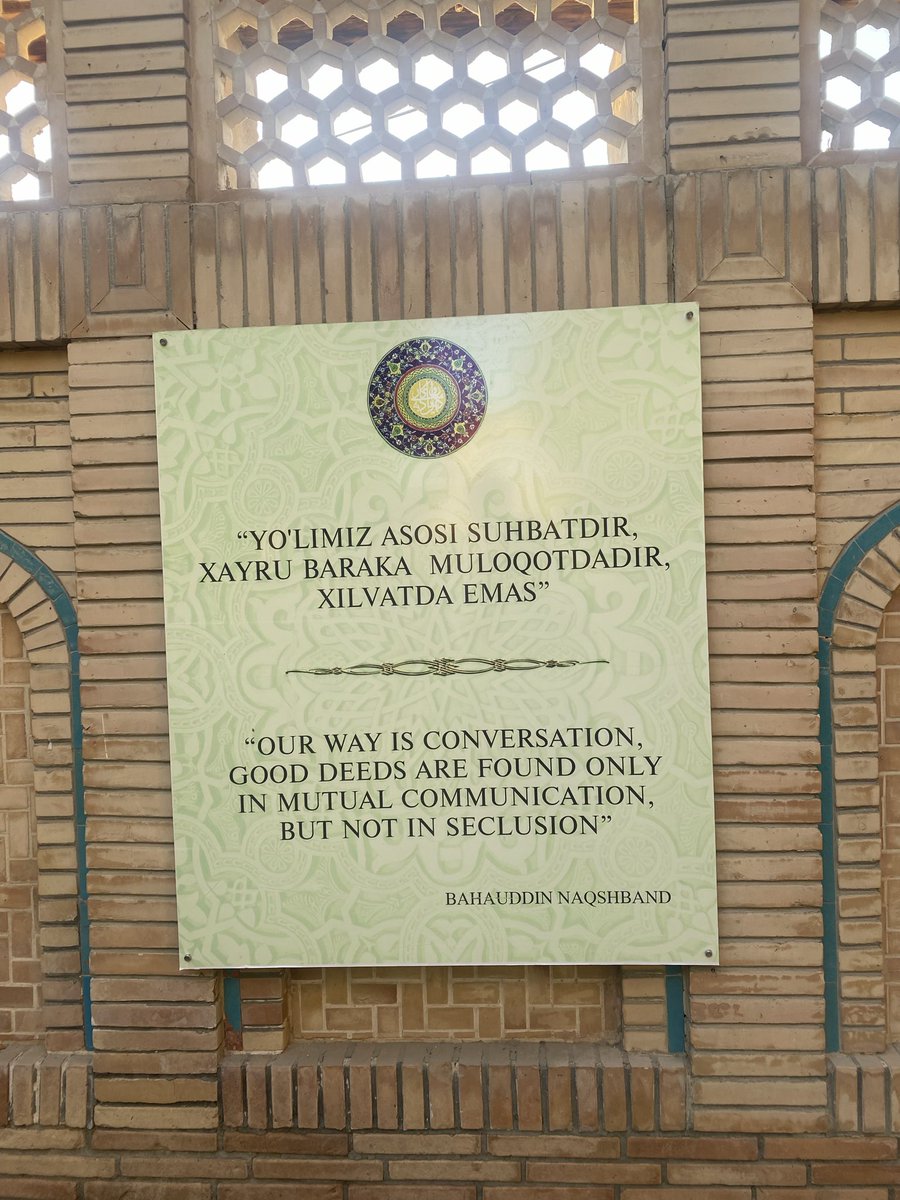 “YO'LIMIZ ASOSI SUHBATDIR,
XAYRU BARAKA MULOQOTDADIR,
XILVATDA EMAS”
“OUR WAY IS CONVERSATION,
GOOD DEEDS ARE FOUND ONLY
IN MUTUAL COMMUNICATION,
BUT NOT IN SECLUSION”
BAHAUDDIN NAQSHBAND